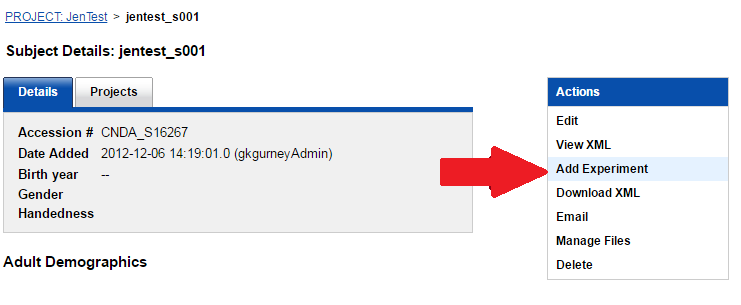 PROJECT: JenTest > jentest_s001
Subject Details: jentest_s001
Details Projects
Accession # CNDA_S16267
Date Added 2012-12-06 14:19:01.0 (gkgurneyAdmin)
Birth year --
Gender
Handedness
Adult Demographics
Actions
Edit
View XML
Add Experiment
Download XML
Email
Manage Files
Delete